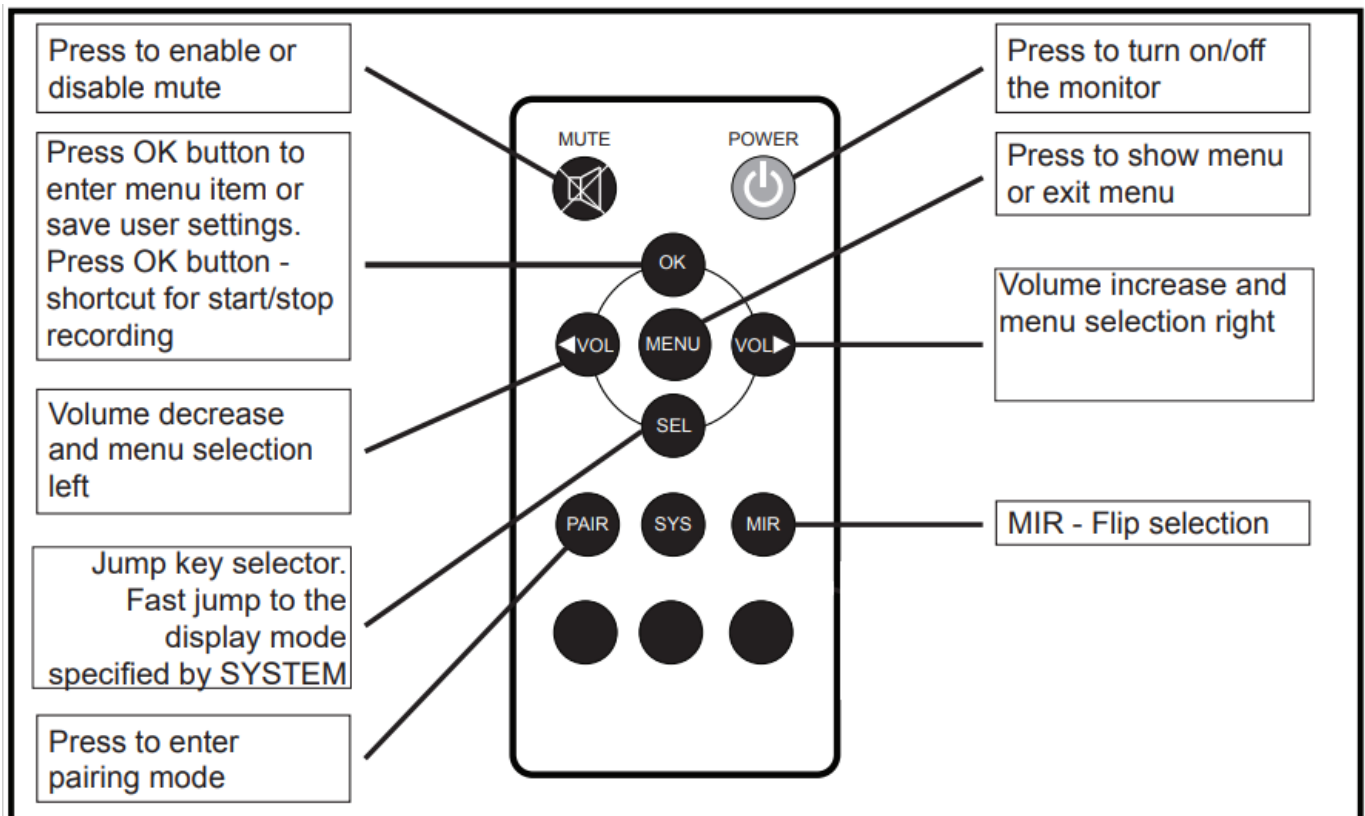 Press to enable or
disable mute
Press OK button to
enter menu item or
save user settings.
Press OK button -
shortcut for start/stop
recording
Volume decrease
and menu selection
left
Jump key selector.
Fast jump to the
display mode
specified by SYSTEM
Press to enter
pairing mode
MUTE
POWER
OK
VOL
MENU
VOL
SEL
PAIR
SYS
MIR
Press to turn on/off
the monitor
Press to show menu
or exit menu
Volume increase and
menu selection right
MIR - Flip selection